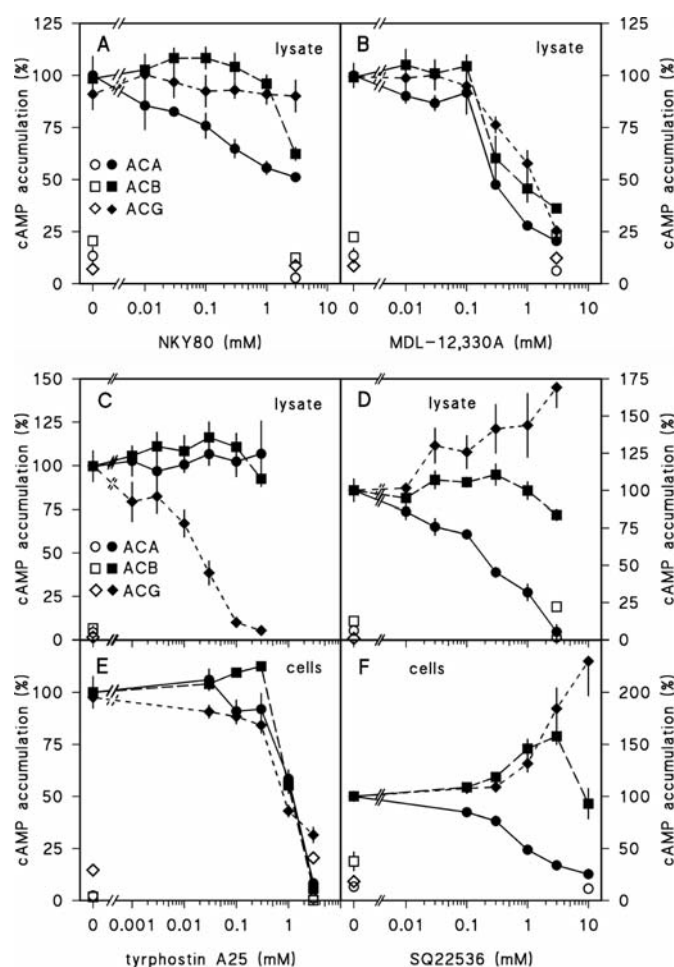 125 A lysate B lysate 125
100 100
75 75
50 ACA 50
25 ACB 25
0 ACG 0
cAMP accumulation (%) cAMP accumulation (%)
0 0.01 0.1 1 0 0.01 0.1 1 10
NKY80 (mM) MDL-12,330A (mM)
150 C lysate D lysate 175
125 150
100 125
75 100
50 ACA 75
25 ACB 50
0 ACG 25
0
cAMP accumulation (%) cAMP accumulation (%)
E cells F cells
100 200
75 150
50 100
25 50
0 0
cAMP accumulation (%) cAMP accumulation (%)
0 0.001 0.01 0.1 1 0 0.01 0.1 1 10
tyrphostin A25 (mM) SQ22536 (mM)